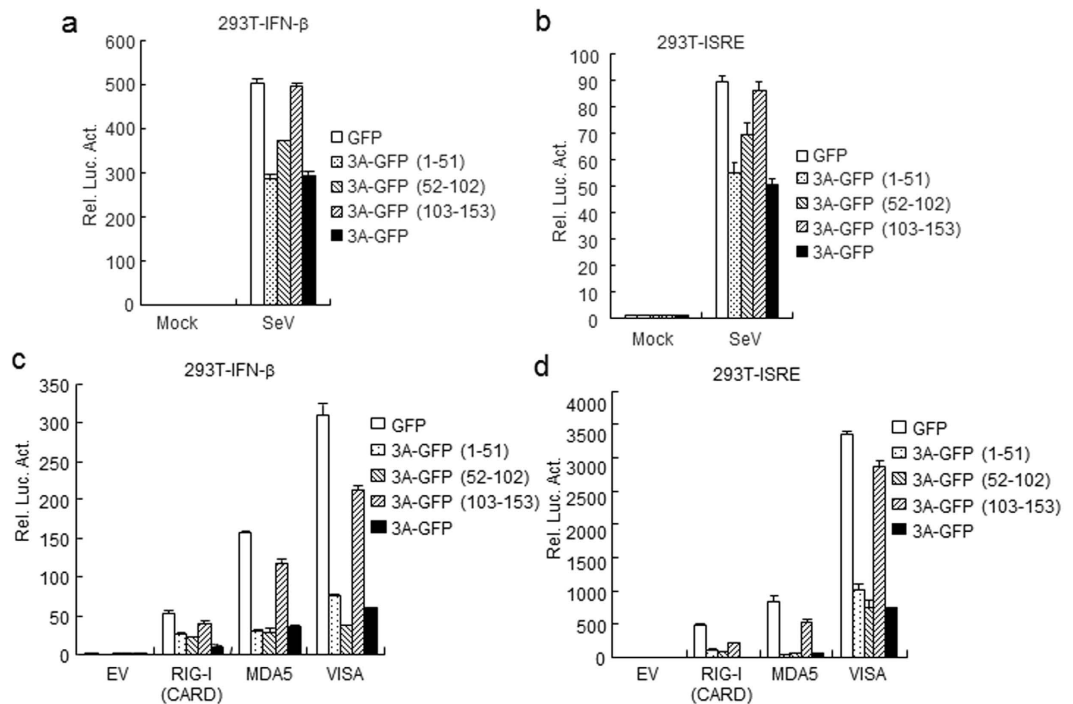 a
293T-IFN-β
Rel. Luc. Act.
600
500
400
300
200
100
0
Mock
SeV
GFP
3A-GFP (1-51)
3A-GFP (52-102)
3A-GFP (103-153)
3A-GFP
b
293T-ISRE
Rel. Luc. Act.
100
90
80
70
60
50
40
30
20
10
0
Mock
SeV
GFP
3A-GFP (1-51)
3A-GFP (52-102)
3A-GFP (103-153)
3A-GFP
c
293T-IFN-β
Rel. Luc. Act.
350
300
250
200
150
100
50
0
EV
RIG-I
(CARD)
MDA5
VISA
GFP
3A-GFP (1-51)
3A-GFP (52-102)
3A-GFP (103-153)
3A-GFP
d
293T-ISRE
Rel. Luc. Act.
4000
3500
3000
2500
2000
1500
1000
500
0
EV
RIG-I
(CARD)
MDA5
VISA
GFP
3A-GFP (1-51)
3A-GFP (52-102)
3A-GFP (103-153)
3A-GFP